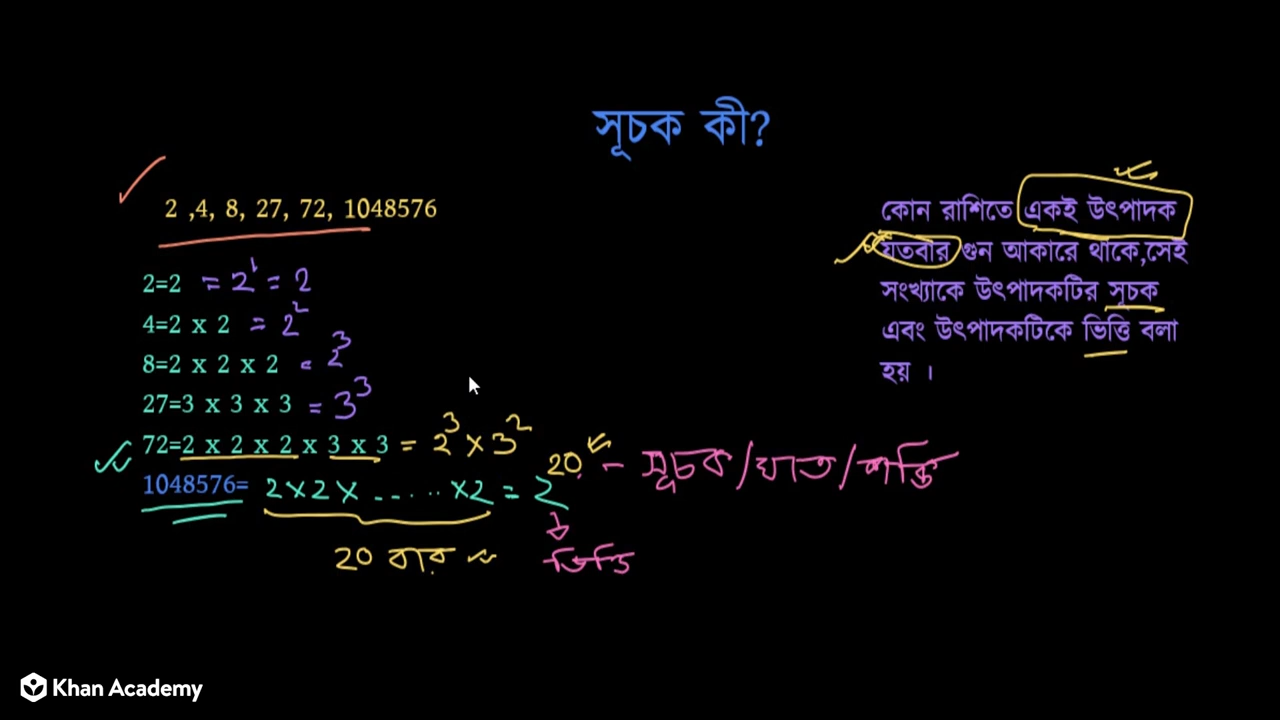 সূচক কী?
2 ,4, 8, 27, 72, 1048576
2=2 = 2¹ = 2
4=2 x 2 = 2²
8=2 x 2 x 2 = 2³
27=3 x 3 x 3 = 3³
72=2 x 2 x 2 x 3 x 3 = 2³ × 3²
1048576= 2×2× ...... ×2 = 2²⁰ – সূচক/ঘাত/শক্তি
20 বার
ভিত্তি
কোন রাশিতে একই উৎপাদক
যতবার গুন আকারে থাকে,সেই
সংখ্যাকে উৎপাদকটির সূচক
এবং উৎপাদকটিকে ভিত্তি বলা
হয় ।
Khan Academy